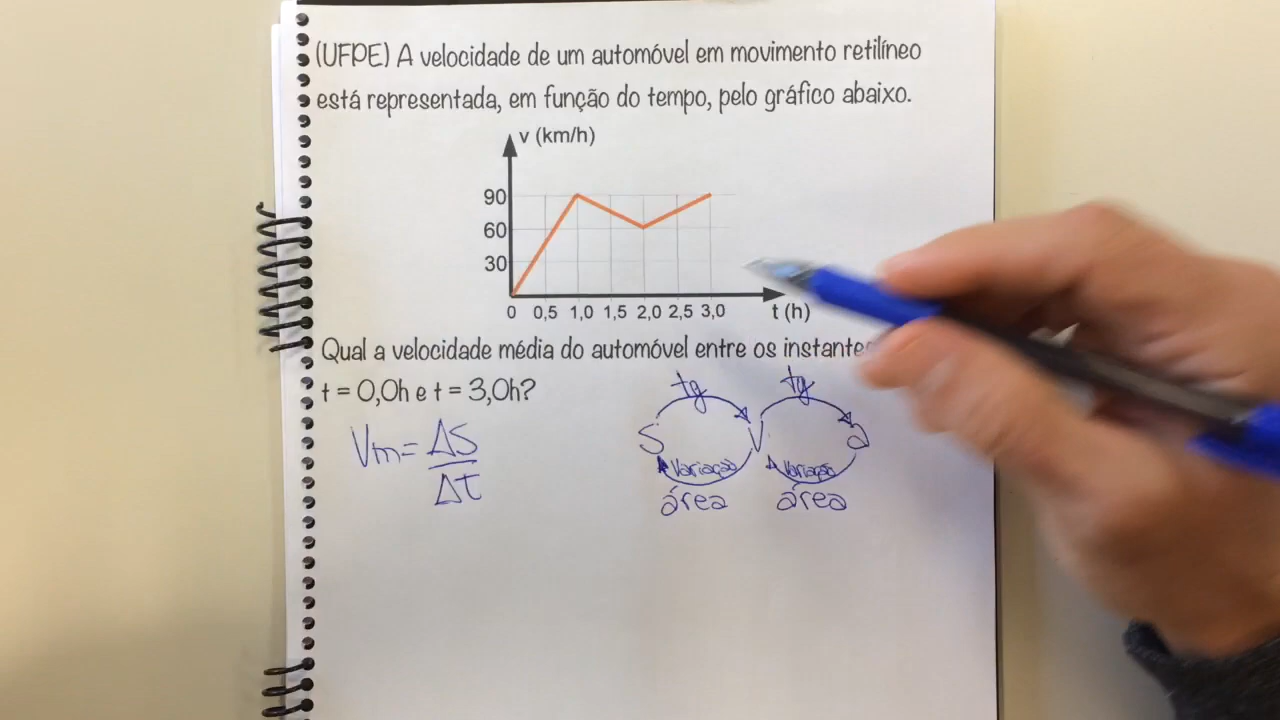 (UFPE) A velocidade de um automóvel em movimento retilíneo
está representada, em função do tempo, pelo gráfico abaixo.
v (km/h)
90
60
30
0 0,5 1,0 1,5 2,0 2,5 3,0 t (h)
Qual a velocidade média do automóvel entre os
t = 0,0h e t = 3,0h?
tg tg
Vm = ΔS
Δt
S V a
Variação Variação
área área